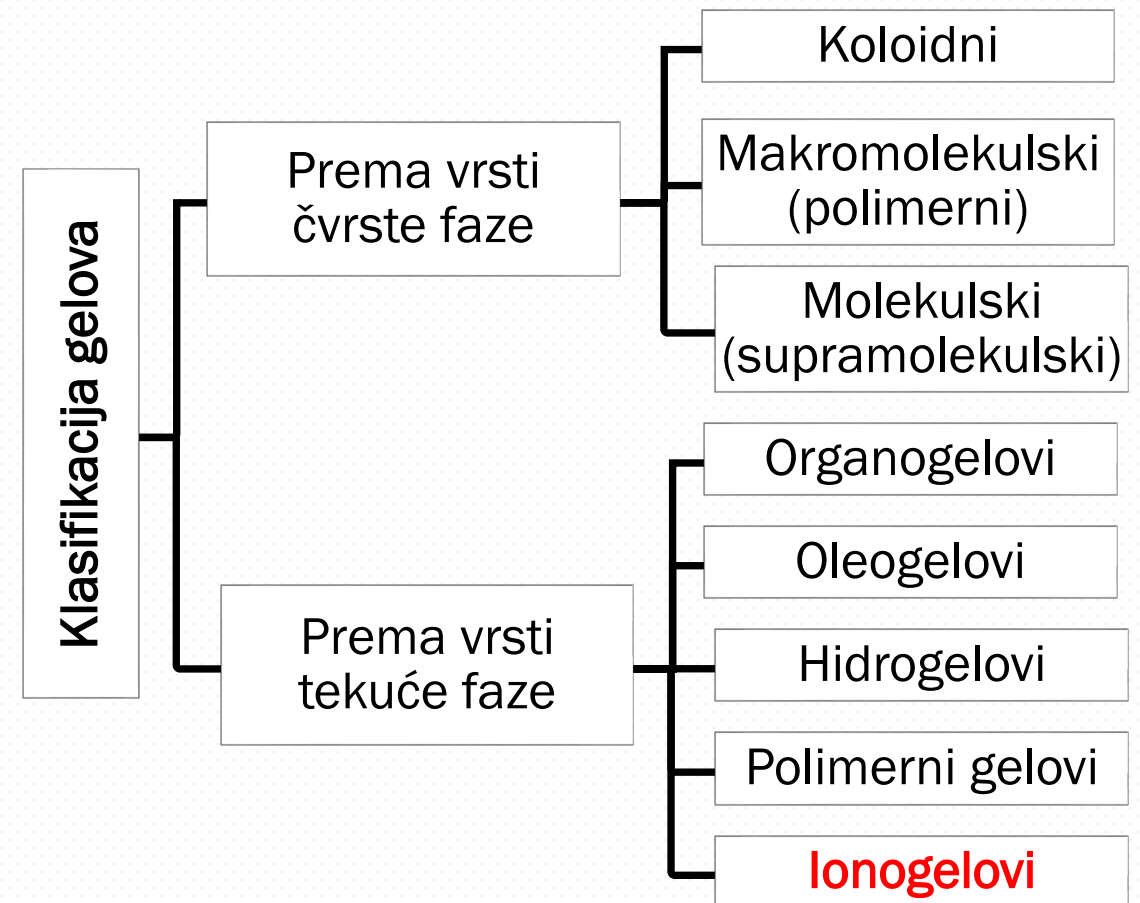 Klasifikacija gelova
Prema vrsti
čvrste faze
Koloidni
Makromolekulski
(polimerni)
Molekulski
(supramolekulski)
Prema vrsti
tekuće faze
Organogelovi
Oleogelovi
Hidrogelovi
Polimerni gelovi
Ionogelovi